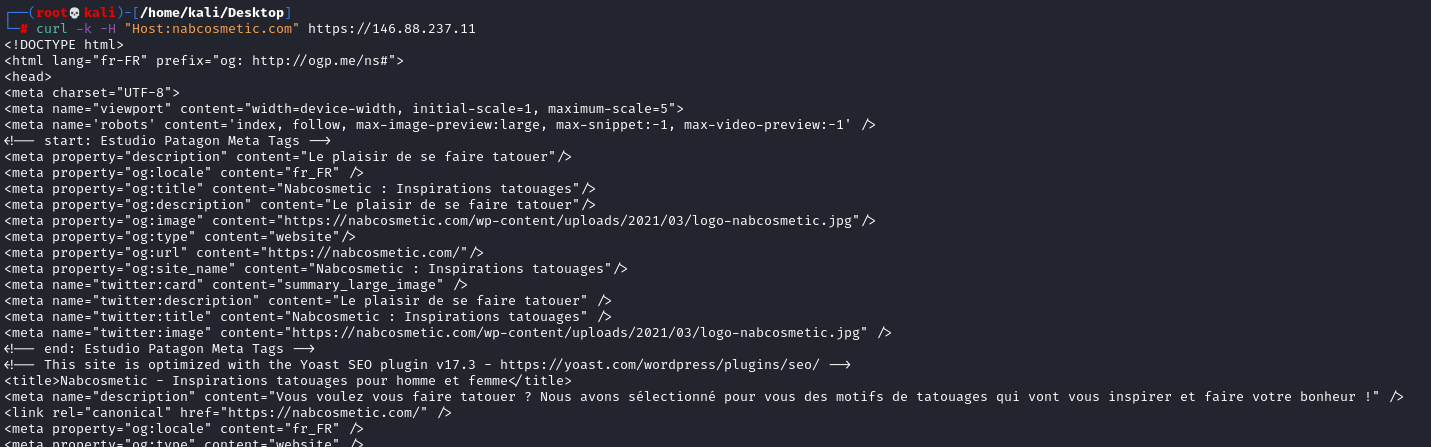 ┌──(root💀kali)-[/home/kali/Desktop]
└─# curl -k -H "Host:nabcosmetic.com" https://146.88.237.11
<!DOCTYPE html>
<html lang="fr-FR" prefix="og: http://ogp.me/ns#">
<head>
<meta charset="UTF-8">
<meta name="viewport" content="width=device-width, initial-scale=1, maximum-scale=5">
<meta name='robots' content='index, follow, max-image-preview:large, max-snippet:-1, max-video-preview:-1' />
<!-- start: Estudio Patagon Meta Tags -->
<meta property="description" content="Le plaisir de se faire tatouer"/>
<meta property="og:locale" content="fr_FR" />
<meta property="og:title" content="Nabcosmetic : Inspirations tatouages"/>
<meta property="og:description" content="Le plaisir de se faire tatouer"/>
<meta property="og:image" content="https://nabcosmetic.com/wp-content/uploads/2021/03/logo-nabcosmetic.jpg"/>
<meta property="og:type" content="website"/>
<meta property="og:url" content="https://nabcosmetic.com/"/>
<meta property="og:site_name" content="Nabcosmetic : Inspirations tatouages"/>
<meta name="twitter:card" content="summary_large_image" />
<meta name="twitter:description" content="Le plaisir de se faire tatouer" />
<meta name="twitter:title" content="Nabcosmetic : Inspirations tatouages" />
<meta name="twitter:image" content="https://nabcosmetic.com/wp-content/uploads/2021/03/logo-nabcosmetic.jpg" />
<!-- end: Estudio Patagon Meta Tags -->
<!-- This site is optimized with the Yoast SEO plugin v17.3 - https://yoast.com/wordpress/plugins/seo/ -->
<title>Nabcosmetic - Inspirations tatouages pour homme et femme</title>
<meta name="description" content="Vous voulez vous faire tatouer ? Nous avons sélectionné pour vous des motifs de tatouages qui vont vous inspirer et faire votre bonheur !" />
<link rel="canonical" href="https://nabcosmetic.com/" />
<meta property="og:locale" content="fr_FR" />
<meta property="og:type" content="website" />